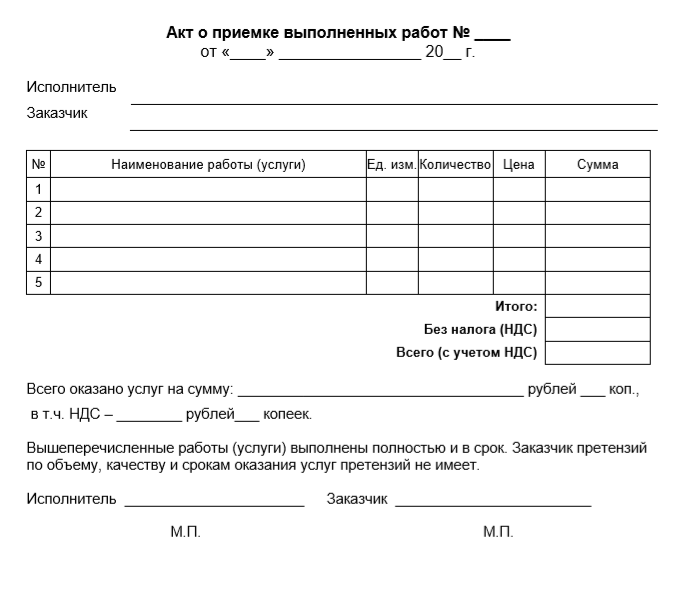 Акт о приемке выполненных работ № ____
от «____» ________________ 20__ г.
Исполнитель
Заказчик
№ Наименование работы (услуги) Ед. изм. Количество Цена Сумма
1
2
3
4
5
Итого:
Без налога (НДС)
Всего (с учетом НДС)
Всего оказано услуг на сумму: ___________________________________ рублей ___ коп.,
в т.ч. НДС – ________ рублей___ копеек.
Вышеперечисленные работы (услуги) выполнены полностью и в срок. Заказчик претензий
по объему, качеству и срокам оказания услуг претензий не имеет.
Исполнитель ______________________ Заказчик ________________________
М.П. М.П.